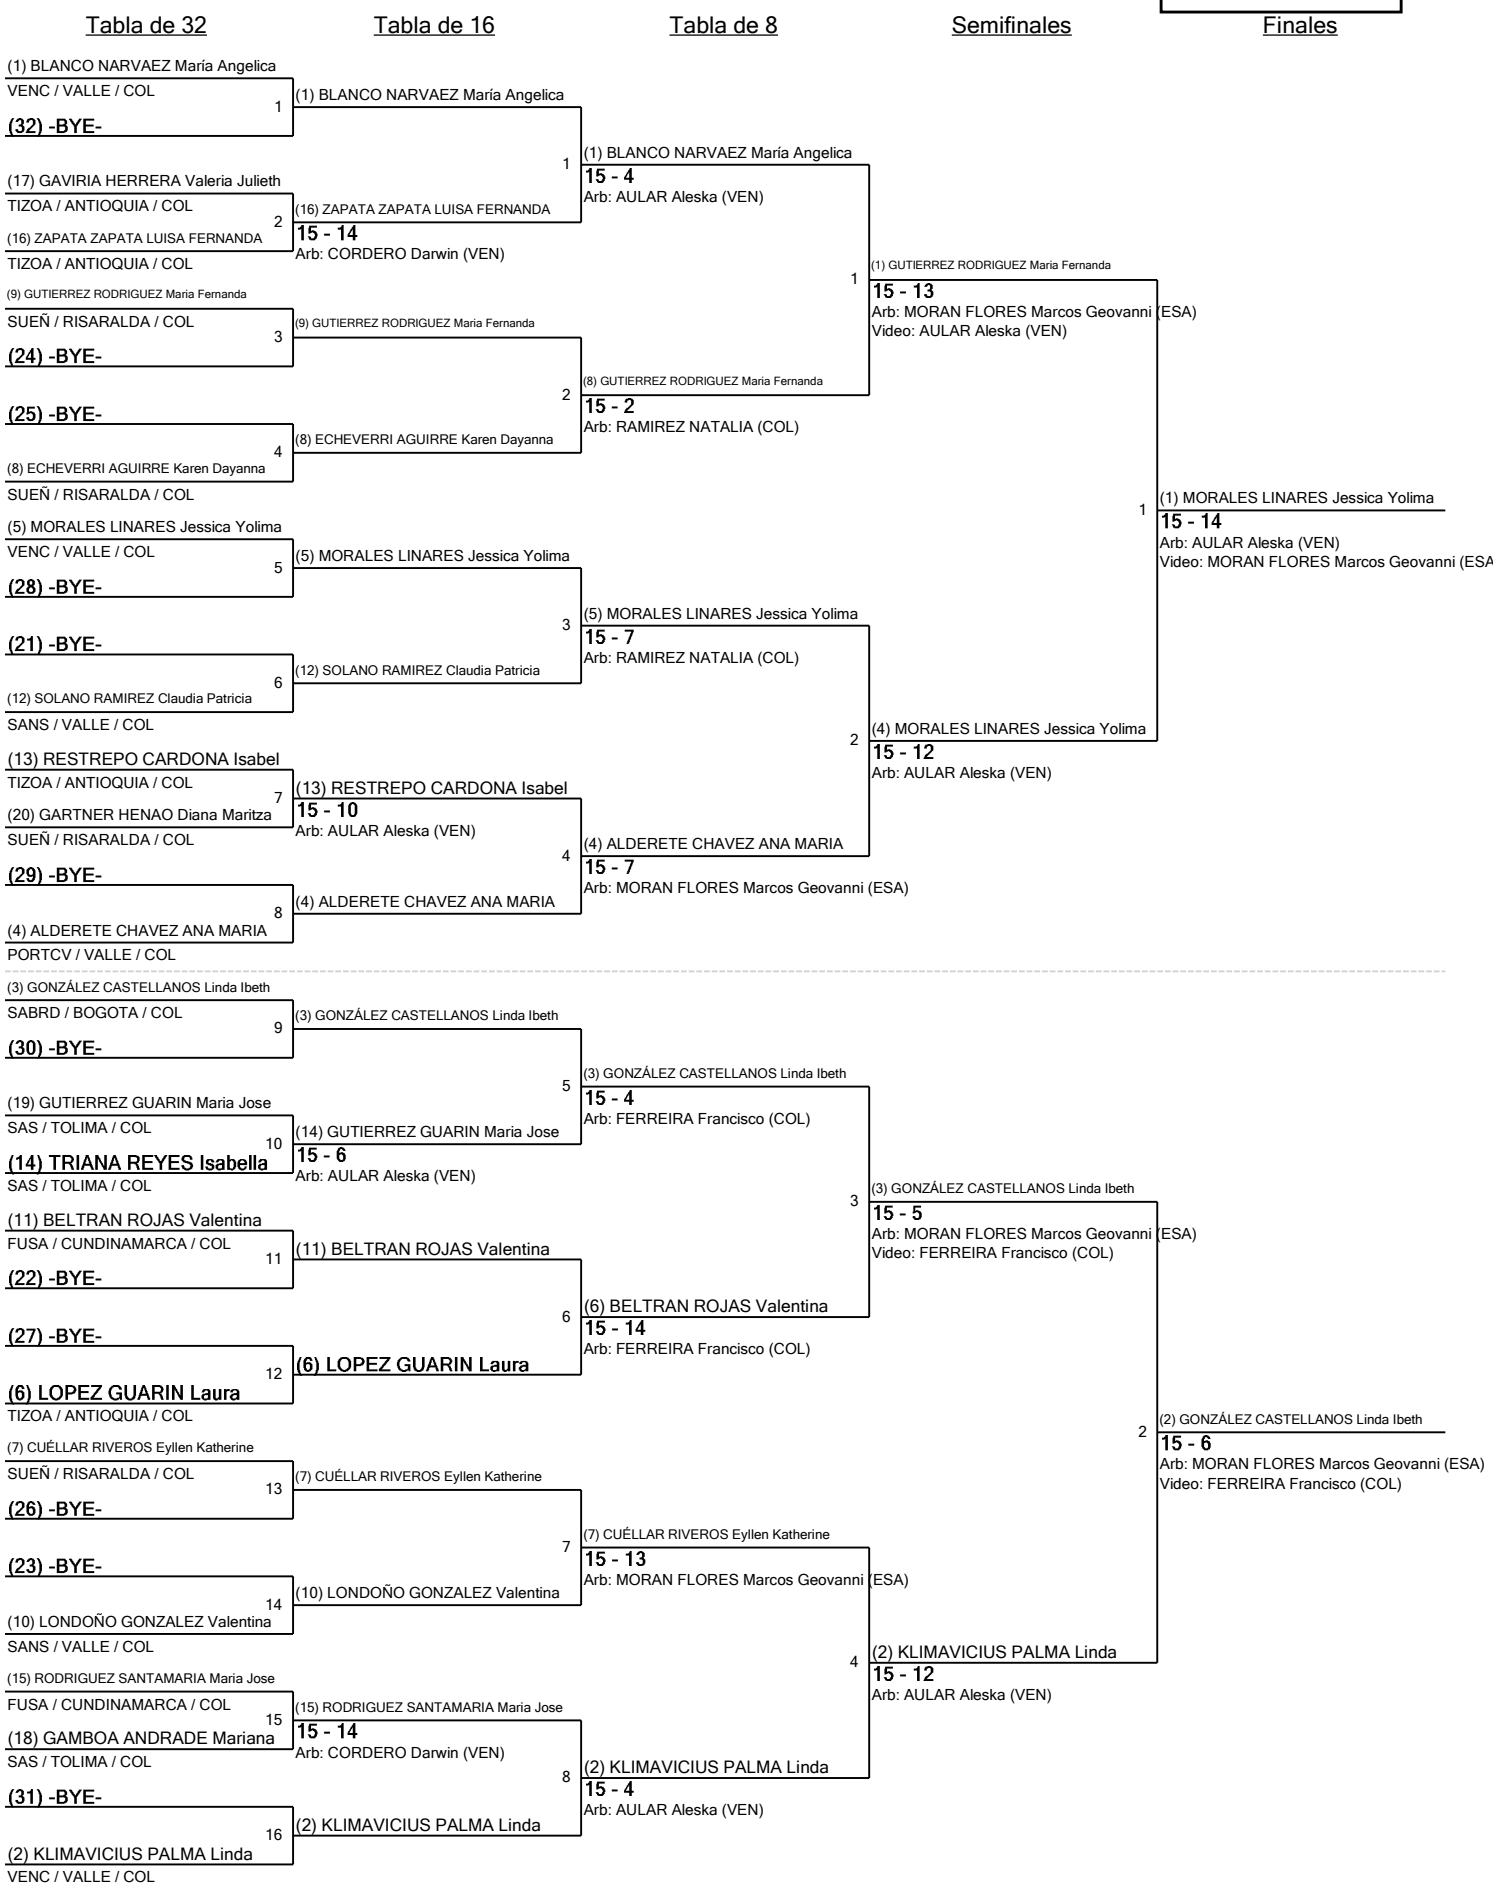 Tabla de 32
Tabla de 16
Tabla de 8
Semifinales
Finales
(1) BLANCO NARVAEZ María Angelica
VENC / VALLE / COL
1
(32) -BYE-
(17) GAVIRIA HERRERA Valeria Julieth
TIZOA / ANTIOQUIA / COL
2
(16) ZAPATA ZAPATA LUISA FERNANDA
TIZOA / ANTIOQUIA / COL
(9) GUTIERREZ RODRIGUEZ Maria Fernanda
SUEÑ / RISARALDA / COL
3
(24) -BYE-
(25) -BYE-
4
(8) ECHEVERRI AGUIRRE Karen Dayanna
SUEÑ / RISARALDA / COL
(5) MORALES LINARES Jessica Yolima
VENC / VALLE / COL
5
(28) -BYE-
(21) -BYE-
6
(12) SOLANO RAMIREZ Claudia Patricia
SANS / VALLE / COL
(13) RESTREPO CARDONA Isabel
TIZOA / ANTIOQUIA / COL
7
(20) GARTNER HENAO Diana Maritza
SUEÑ / RISARALDA / COL
(29) -BYE-
8
(4) ALDERETE CHAVEZ ANA MARIA
PORTCV / VALLE / COL
(3) GONZÁLEZ CASTELLANOS Linda Ibeth
SABRD / BOGOTA / COL
9
(30) -BYE-
(19) GUTIERREZ GUARIN Maria Jose
SAS / TOLIMA / COL
10
(14) TRIANA REYES Isabella
SAS / TOLIMA / COL
(11) BELTRAN ROJAS Valentina
FUSA / CUNDINAMARCA / COL
11
(22) -BYE-
(27) -BYE-
12
(6) LOPEZ GUARIN Laura
TIZOA / ANTIOQUIA / COL
(7) CUÉLLAR RIVEROS Eyllen Katherine
SUEÑ / RISARALDA / COL
13
(26) -BYE-
(23) -BYE-
14
(10) LONDOÑO GONZALEZ Valentina
SANS / VALLE / COL
(15) RODRIGUEZ SANTAMARIA Maria Jose
FUSA / CUNDINAMARCA / COL
15
(18) GAMBOA ANDRADE Mariana
SAS / TOLIMA / COL
(31) -BYE-
16
(2) KLIMAVICIUS PALMA Linda
VENC / VALLE / COL
(1) BLANCO NARVAEZ María Angelica
1
(16) ZAPATA ZAPATA LUISA FERNANDA
15 - 14
Arb: CORDERO Darwin (VEN)
(9) GUTIERREZ RODRIGUEZ Maria Fernanda
2
(8) ECHEVERRI AGUIRRE Karen Dayanna
(5) MORALES LINARES Jessica Yolima
3
(12) SOLANO RAMIREZ Claudia Patricia
(13) RESTREPO CARDONA Isabel
15 - 10
Arb: AULAR Aleska (VEN)
4
(4) ALDERETE CHAVEZ ANA MARIA
(3) GONZÁLEZ CASTELLANOS Linda Ibeth
5
(14) GUTIERREZ GUARIN Maria Jose
15 - 6
Arb: AULAR Aleska (VEN)
(11) BELTRAN ROJAS Valentina
6
(6) LOPEZ GUARIN Laura
(7) CUÉLLAR RIVEROS Eyllen Katherine
7
(10) LONDOÑO GONZALEZ Valentina
(15) RODRIGUEZ SANTAMARIA Maria Jose
15 - 14
Arb: CORDERO Darwin (VEN)
8
(2) KLIMAVICIUS PALMA Linda
(1) BLANCO NARVAEZ María Angelica
15 - 4
Arb: AULAR Aleska (VEN)
1
(8) GUTIERREZ RODRIGUEZ Maria Fernanda
15 - 2
Arb: RAMIREZ NATALIA (COL)
(5) MORALES LINARES Jessica Yolima
15 - 7
Arb: RAMIREZ NATALIA (COL)
2
(4) ALDERETE CHAVEZ ANA MARIA
15 - 7
Arb: MORAN FLORES Marcos Geovanni (ESA)
(3) GONZÁLEZ CASTELLANOS Linda Ibeth
15 - 4
Arb: FERREIRA Francisco (COL)
3
(6) BELTRAN ROJAS Valentina
15 - 14
Arb: FERREIRA Francisco (COL)
(7) CUÉLLAR RIVEROS Eyllen Katherine
15 - 13
Arb: MORAN FLORES Marcos Geovanni (ESA)
4
(2) KLIMAVICIUS PALMA Linda
15 - 4
Arb: AULAR Aleska (VEN)
(1) GUTIERREZ RODRIGUEZ Maria Fernanda
15 - 13
Arb: MORAN FLORES Marcos Geovanni (ESA)
Video: AULAR Aleska (VEN)
1
(4) MORALES LINARES Jessica Yolima
15 - 12
Arb: AULAR Aleska (VEN)
(3) GONZÁLEZ CASTELLANOS Linda Ibeth
15 - 5
Arb: MORAN FLORES Marcos Geovanni (ESA)
Video: FERREIRA Francisco (COL)
2
(2) KLIMAVICIUS PALMA Linda
15 - 12
Arb: AULAR Aleska (VEN)
(1) MORALES LINARES Jessica Yolima
15 - 14
Arb: AULAR Aleska (VEN)
Video: MORAN FLORES Marcos Geovanni (ESA
(2) GONZÁLEZ CASTELLANOS Linda Ibeth
15 - 6
Arb: MORAN FLORES Marcos Geovanni (ESA)
Video: FERREIRA Francisco (COL)